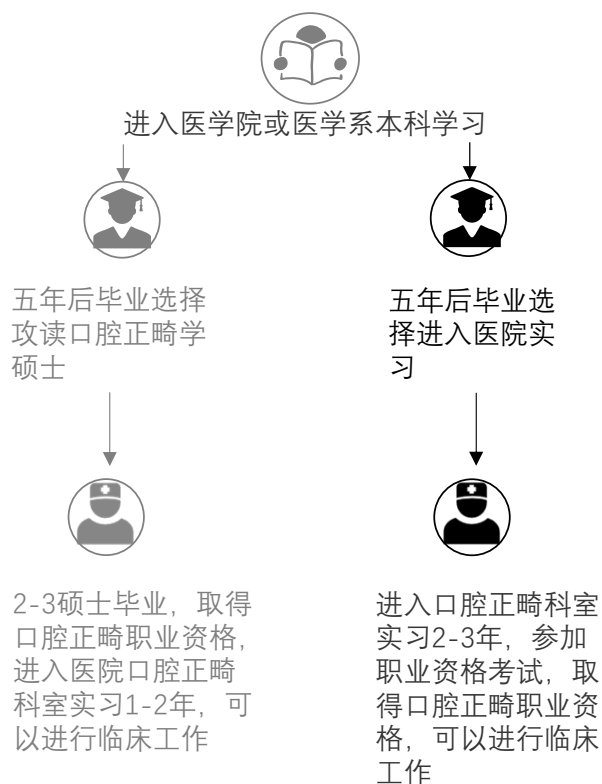 进入医学院或医学系本科学习
五年后毕业选择
攻读口腔正畸学
硕士
五年后毕业选
择进入医院实
习
2-3硕士毕业，取得
口腔正畸职业资格，
进入医院口腔正畸
科室实习1-2年，可
以进行临床工作
进入口腔正畸科室
实习2-3年，参加
职业资格考试，取
得口腔正畸职业资
格，可以进行临床
工作